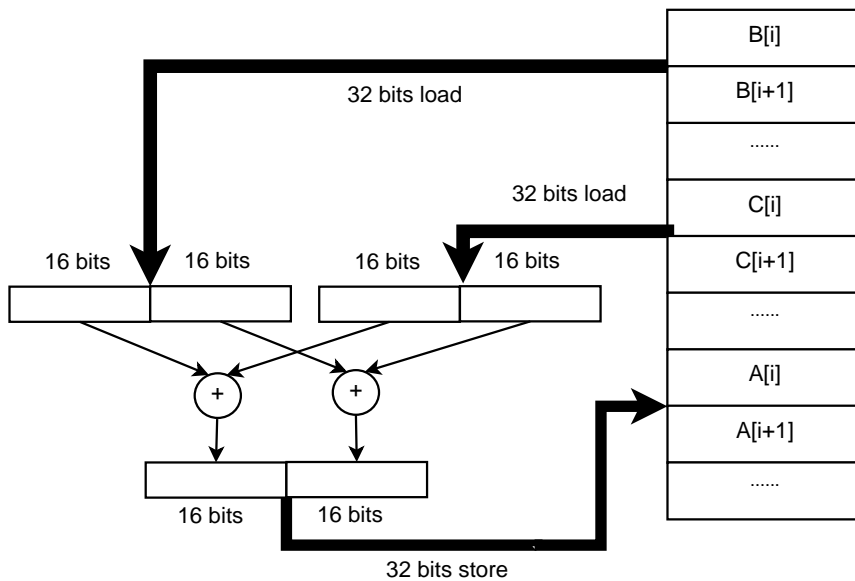 B[i]
32 bits load
B[i+1]
......
32 bits load
C[i]
16 bits
16 bits
16 bits
16 bits
C[i+1]
......
A[i]
+
+
A[i+1]
......
16 bits
16 bits
32 bits store